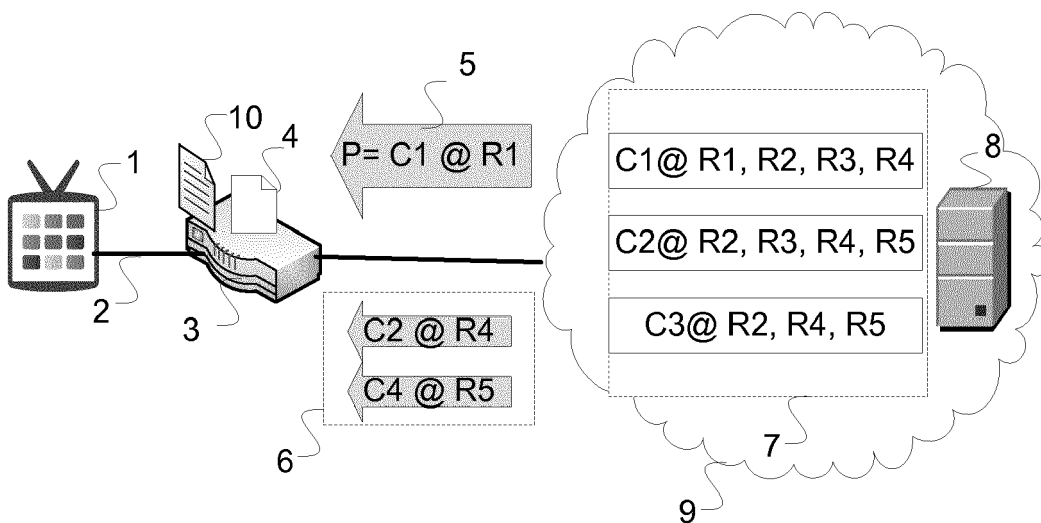 5
10
4
1
P= C1 @ R1
C1@ R1, R2, R3, R4
8
C2@ R2, R3, R4, R5
2
3
C2 @ R4
C3@ R2, R4, R5
C4 @ R5
6
7
9